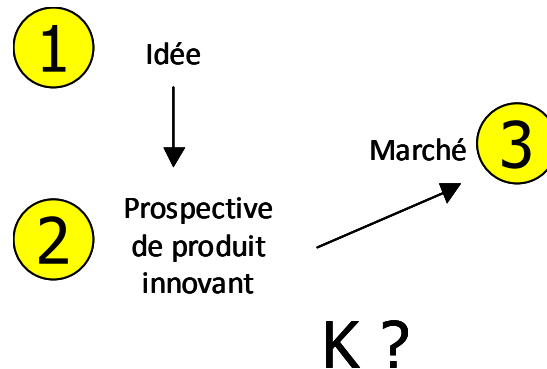 1
Idée
Marché
3
2
Prospective
de produit
innovant
K ?